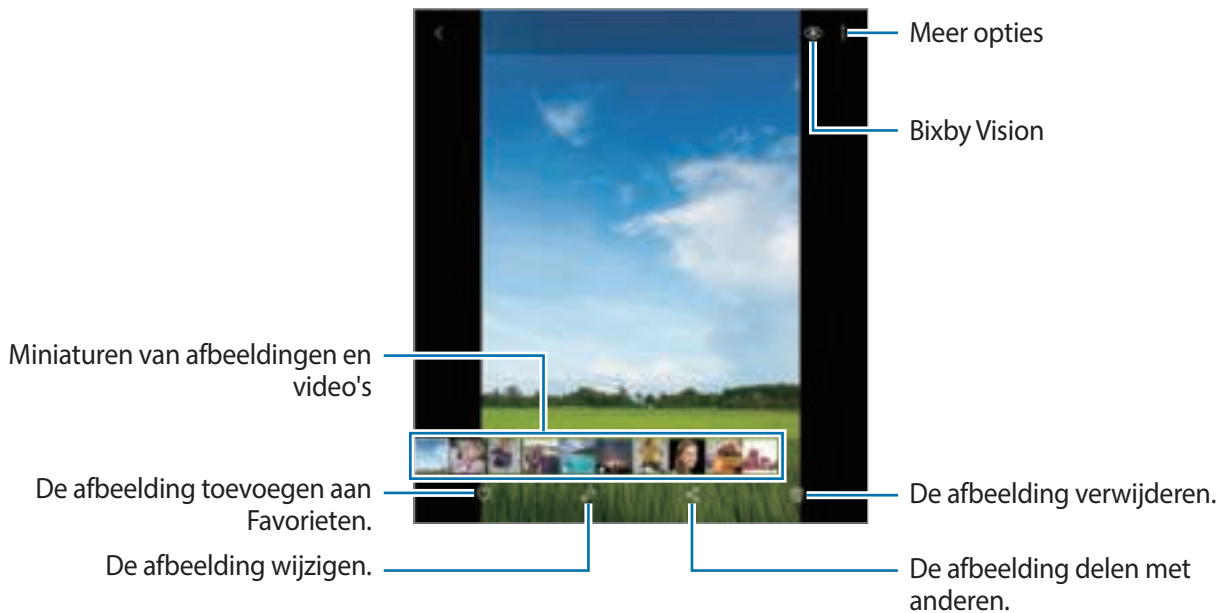 Meer opties
Bixby Vision
Miniaturen van afbeeldingen en
video's
De afbeelding toevoegen aan
Favorieten.
De afbeelding verwijderen.
De afbeelding wijzigen.
De afbeelding delen met
anderen.